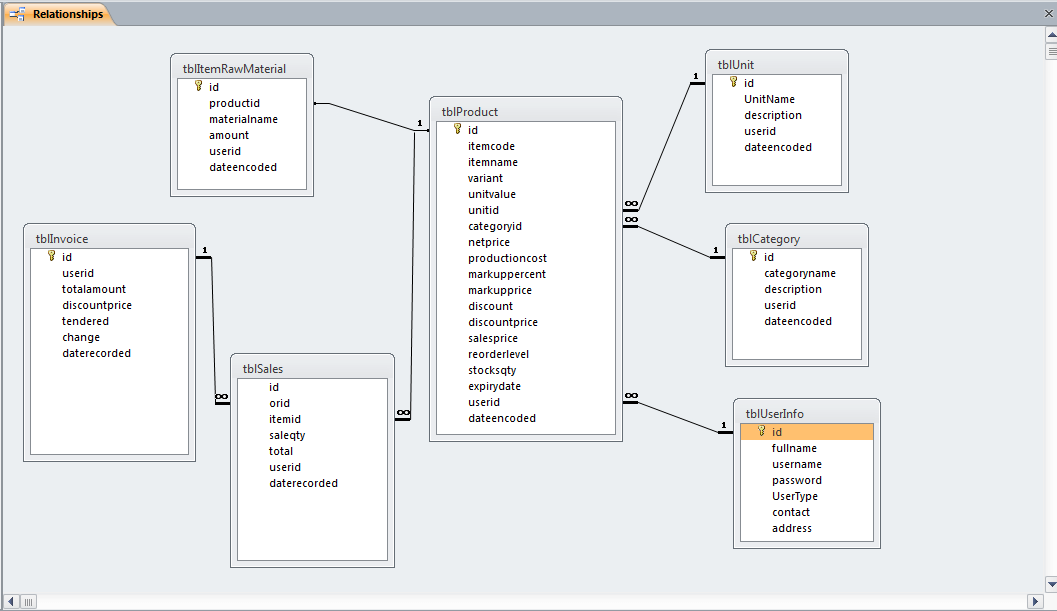 Relationships
tblItemRawMaterial
id
productid
materialname
amount
userid
dateencoded
tblProduct
id
itemcode
itemname
variant
unitvalue
unitid
categoryid
netprice
productioncost
markuppercent
markupprice
discount
discountprice
salesprice
reorderlevel
stocksqty
expirydate
userid
dateencoded
tblUnit
id
UnitName
description
userid
dateencoded
tblInvoice
id
userid
totalamount
discountprice
tendered
change
daterecorded
tblSales
id
orid
itemid
saleqty
total
userid
daterecorded
tblCategory
id
categoryname
description
userid
dateencoded
tblUserInfo
id
fullname
username
password
UserType
contact
address
1
1
1
1
1
∞
∞
∞
∞
∞